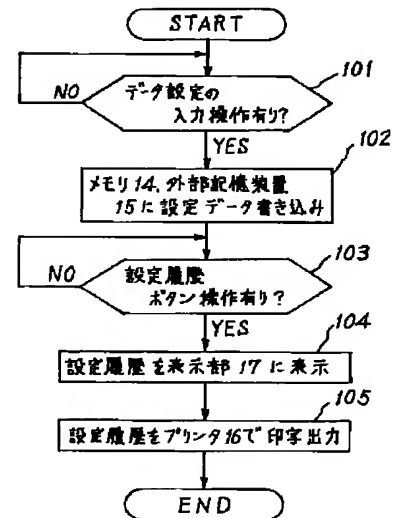 START
101
データ設定の
NO
入力操作有り?
YES
102
メモリ14,外部記憶装置
15に設定データ書き込み
103
設定履歴
NO
ボタン操作有り?
YES
104
設定履歴を表示部17に表示
105
設定履歴をプリンタ16で印字出力
END